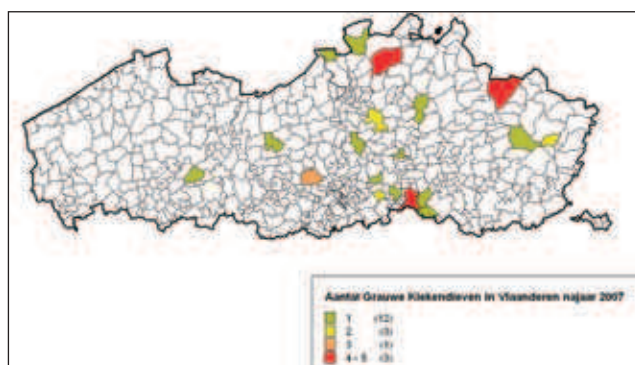 Aantal Grauwe Kiekendieven in Vlaanderen najaar 2007
1 (12)
2 (3)
3 (1)
4 - 5 (3)